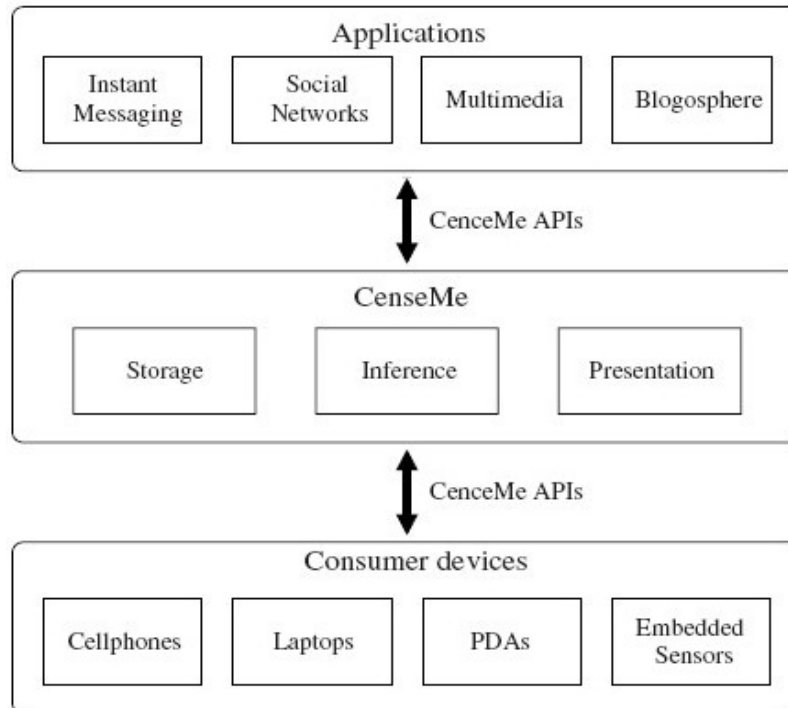 Applications
Instant
Messaging
Social
Networks
Multimedia
Blogosphere
CenceMe APIs
CenseMe
Storage
Inference
Presentation
CenceMe APIs
Consumer devices
Cellphones
Laptops
PDAs
Embedded
Sensors